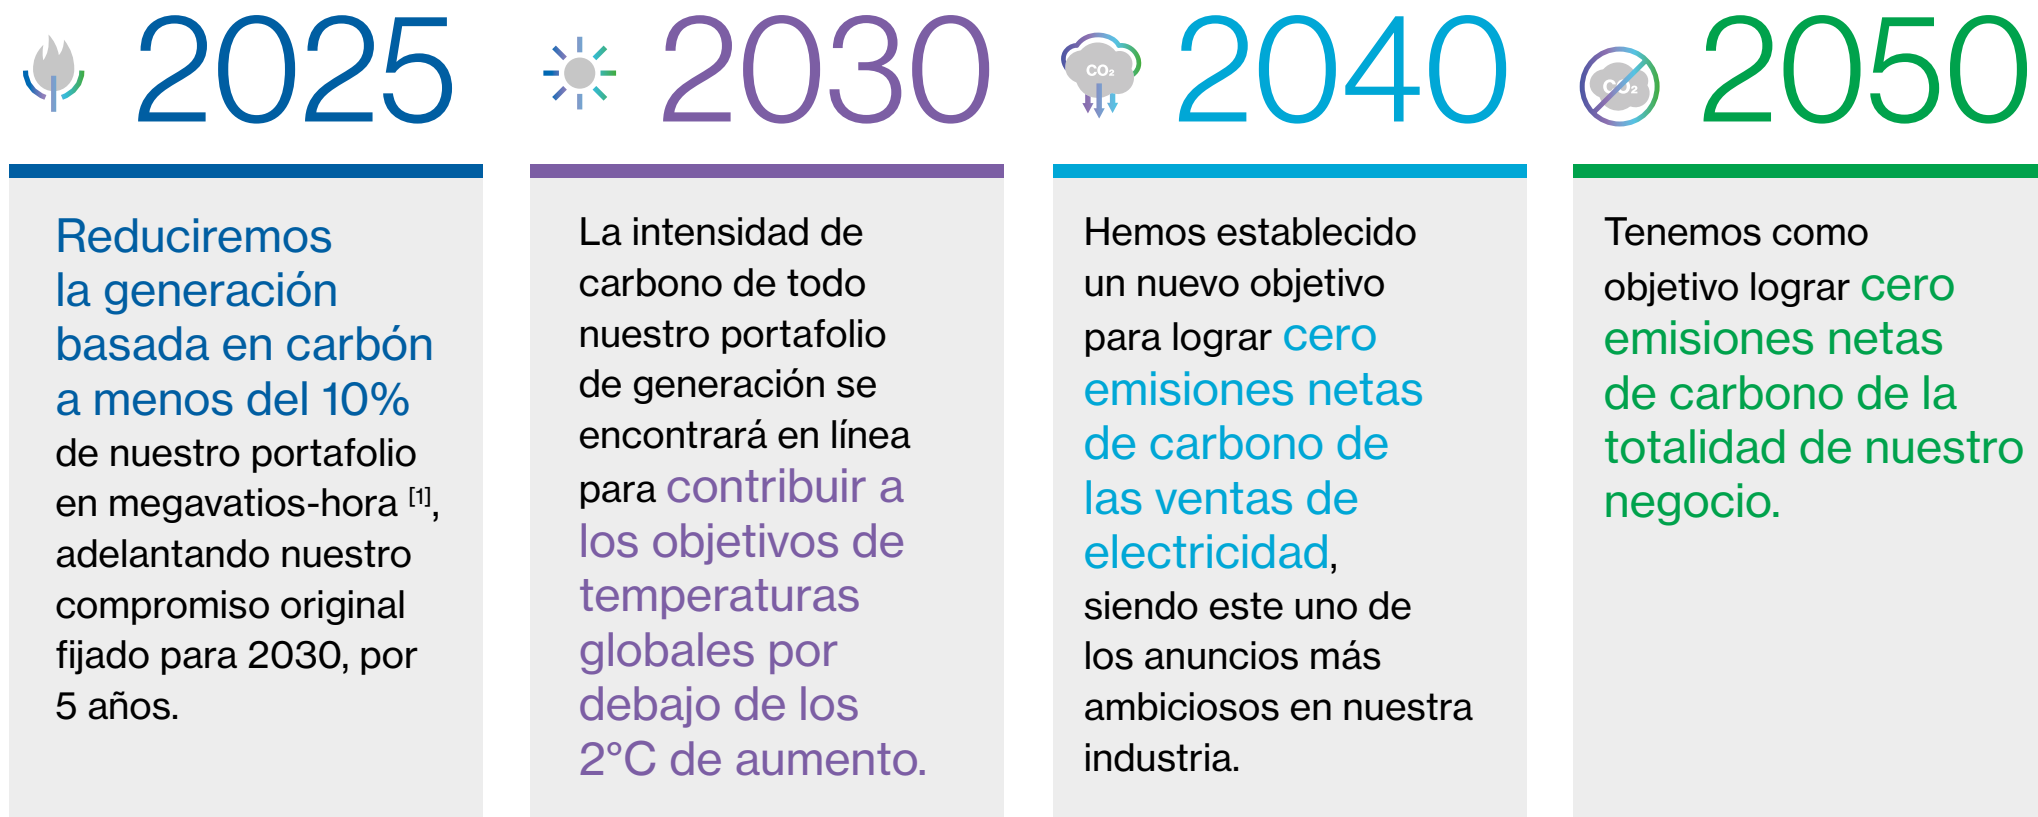 2025
Reduciremos
la generación
basada en carbón
a menos del 10%
de nuestro portafolio
en megavatios-hora [1],
adelantando nuestro
compromiso original
fijado para 2030, por
5 años.
2030
La intensidad de
carbono de todo
nuestro portafolio
de generación se
encontrará en línea
para contribuir a
los objetivos de
temperaturas
globales por
debajo de los
2°C de aumento.
CO₂
2040
Hemos establecido
un nuevo objetivo
para lograr cero
emisiones netas
de carbono de
las ventas de
electricidad,
siendo este uno de
los anuncios más
ambiciosos en nuestra
industria.
CO₂
2050
Tenemos como
objetivo lograr cero
emisiones netas
de carbono de la
totalidad de nuestro
negocio.